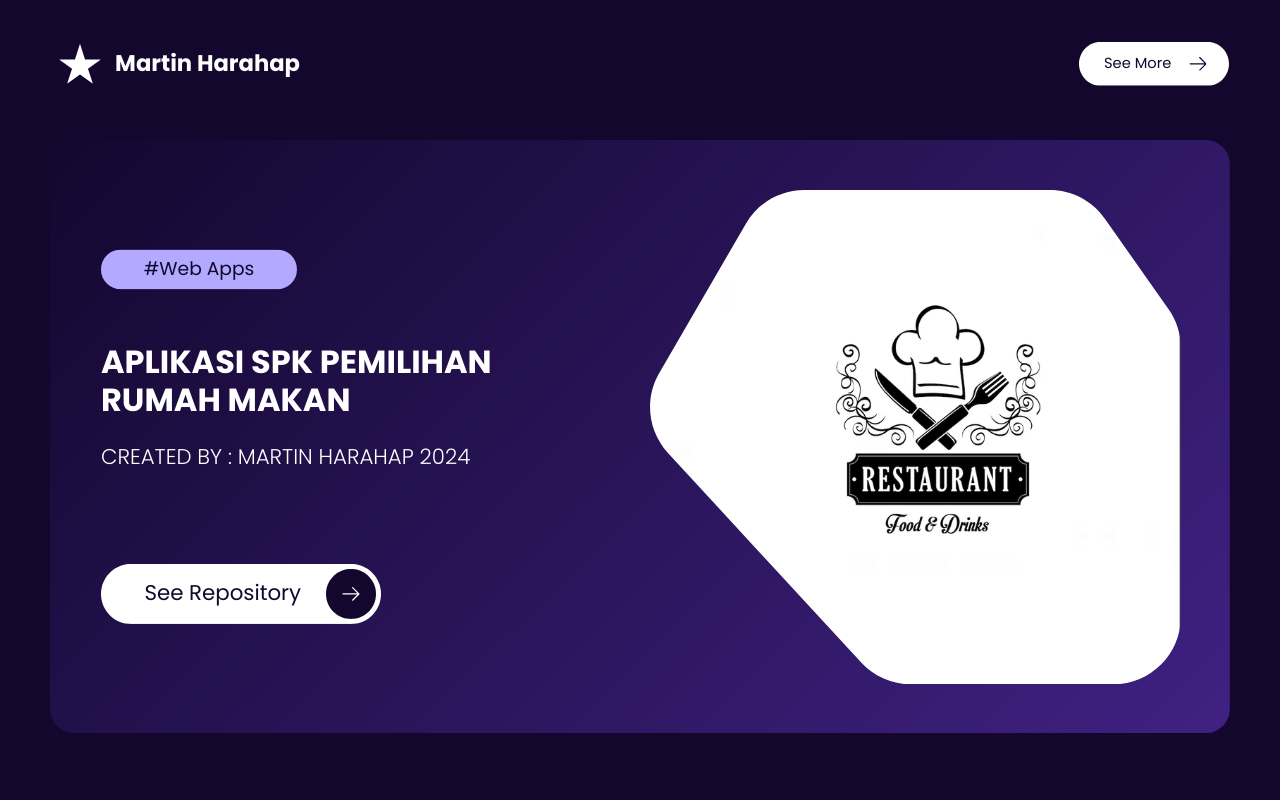 Martin Harahap
See More
#Web Apps
APLIKASI SPK PEMILIHAN
RUMAH MAKAN
CREATED BY : MARTIN HARAHAP 2024
See Repository
RESTAURANT
Food & Drinks